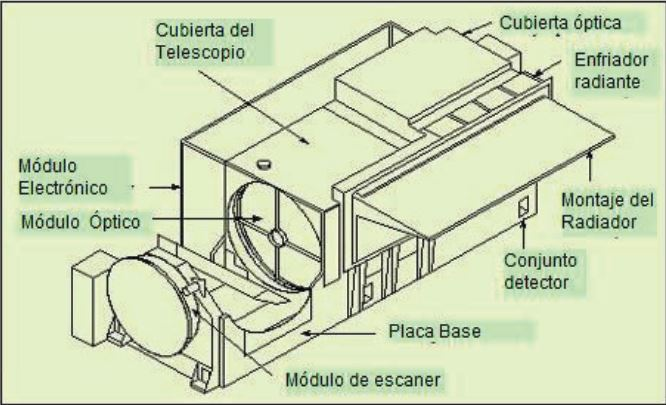 Cubierta del
Telescopio
Cubierta óptica
Enfriador
radiante
Módulo
Electrónico
Módulo Óptico
Montaje del
Radiador
Conjunto
detector
Placa Base
Módulo de escaner